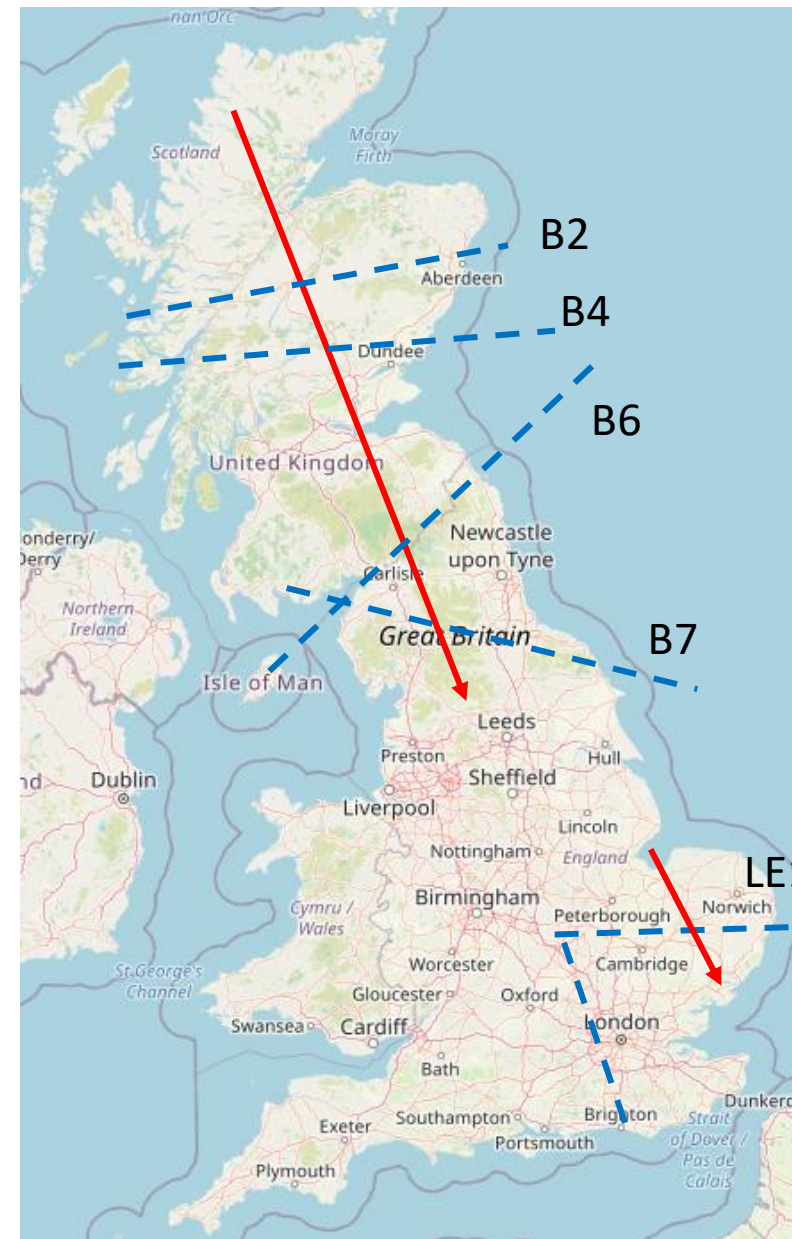 nan'Orc
Scotland
Moray
Firth
B2
Aberdeen
B4
Dundee
B6
United Kingdom
Newcastle
upon Tyne
onderry/
Derry
Carlisle
Northern
Ireland
Great Britain
B7
Isle of Man
Leeds
Preston
Hull
nd
Dublin
Sheffield
Liverpool
Lincoln
Nottingham
England
LE
Birmingham
Norwich
Peterborough
Cymru /
Wales
Worcester
Cambridge
St George's
Channel
Gloucester
Oxford
Swansea
Cardiff
London
Bath
Dunkerq
Southampton
Brighton
Strait
of Dover /
Pas de
Calais
Exeter
Portsmouth
Plymouth